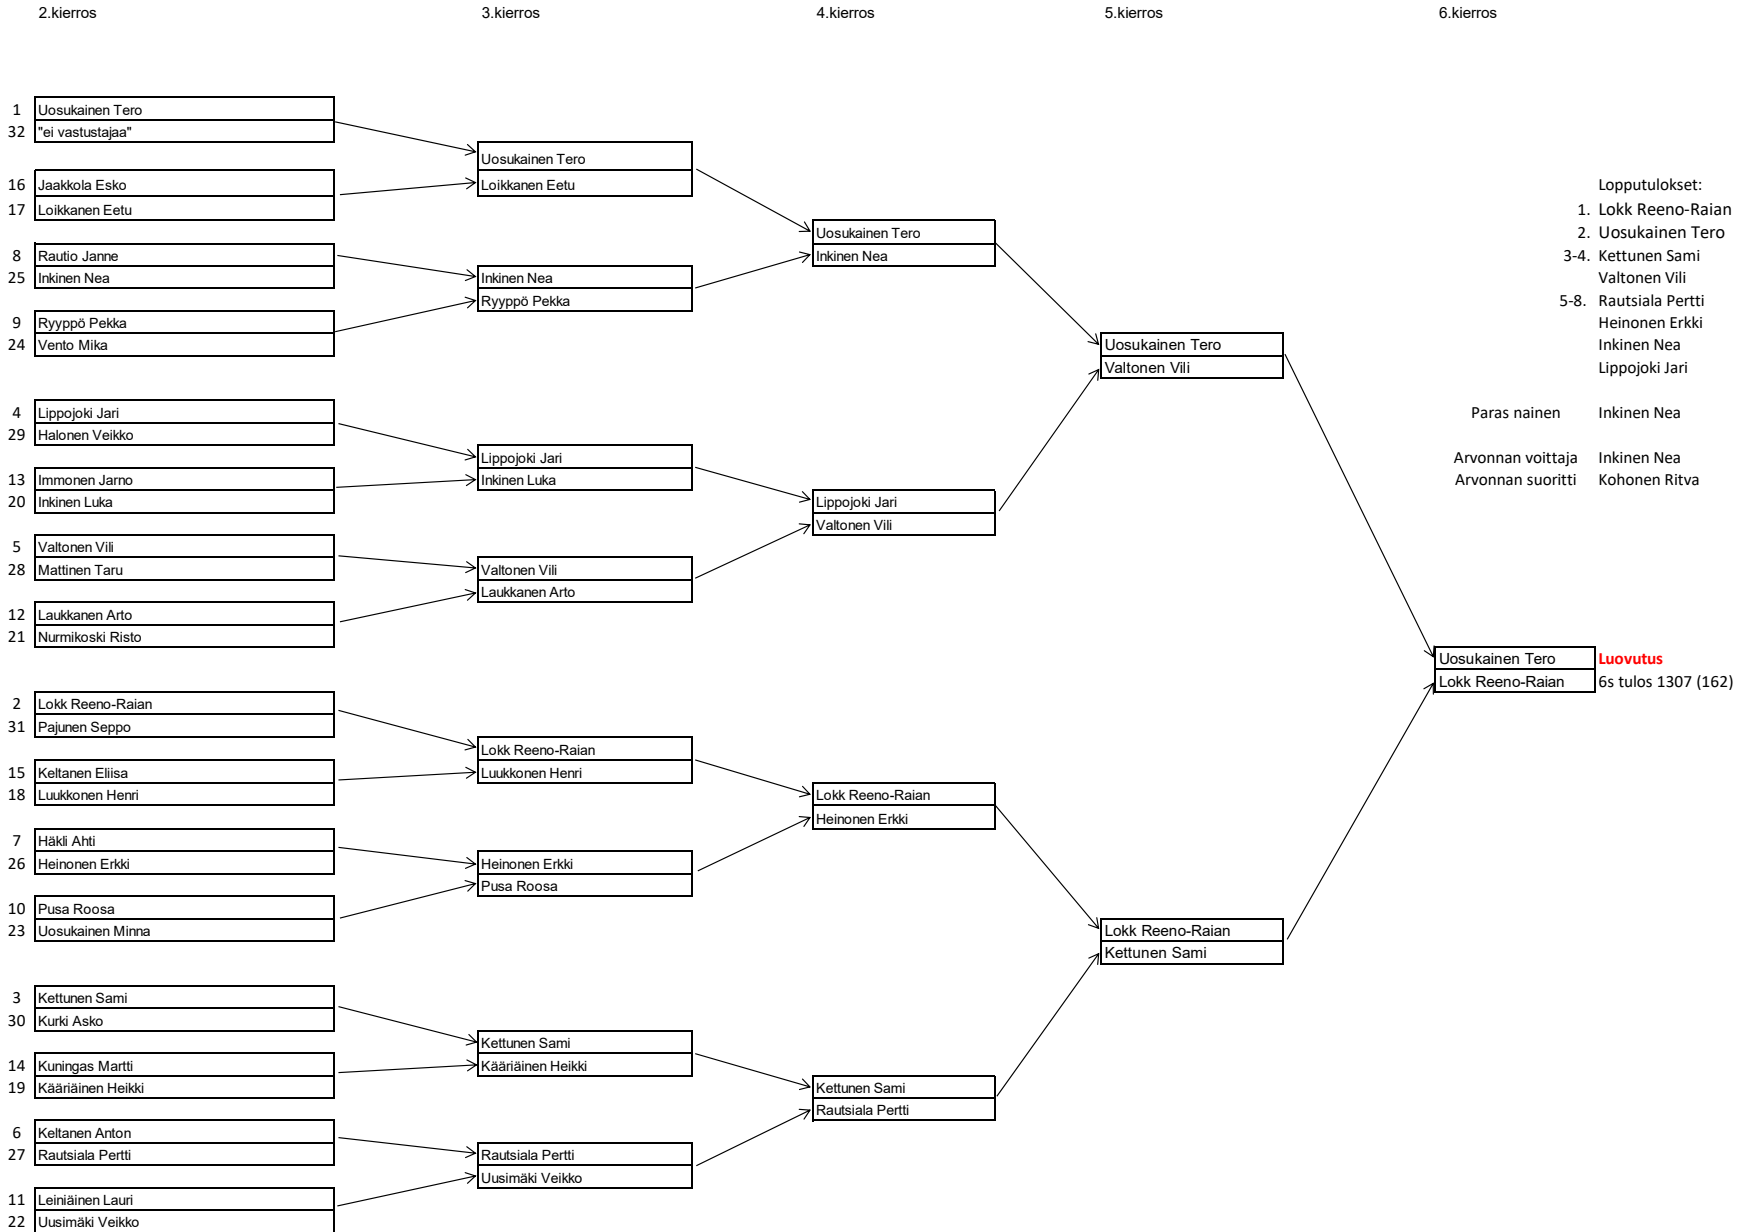 2.kierros 3.kierros 4.kierros 5.kierros 6.kierros
1 Uosukainen Tero
32 "ei vastustajaa"
16 Jaakkola Esko
17 Loikkanen Eetu
8 Rautio Janne
25 Inkinen Nea
9 Ryyppö Pekka
24 Vento Mika
4 Lippojoki Jari
29 Halonen Veikko
13 Immonen Jarno
20 Inkinen Luka
5 Valtonen Vili
28 Mattinen Taru
12 Laukkanen Arto
21 Nurmikoski Risto
2 Lokk Reeno-Raian
31 Pajunen Seppo
15 Keltanen Eliisa
18 Luukkonen Henri
7 Häkli Ahti
26 Heinonen Erkki
10 Pusa Roosa
23 Uosukainen Minna
3 Kettunen Sami
30 Kurki Asko
14 Kuningas Martti
19 Kääriäinen Heikki
6 Keltanen Anton
27 Rautsiala Pertti
11 Leiniäinen Lauri
22 Uusimäki Veikko
Uosukainen Tero
Loikkanen Eetu
Inkinen Nea
Ryyppö Pekka
Lippojoki Jari
Inkinen Luka
Valtonen Vili
Laukkanen Arto
Lokk Reeno-Raian
Luukkonen Henri
Heinonen Erkki
Pusa Roosa
Kettunen Sami
Kääriäinen Heikki
Rautsiala Pertti
Uusimäki Veikko
Uosukainen Tero
Inkinen Nea
Lippojoki Jari
Valtonen Vili
Lokk Reeno-Raian
Heinonen Erkki
Kettunen Sami
Rautsiala Pertti
Uosukainen Tero
Valtonen Vili
Lokk Reeno-Raian
Kettunen Sami
Uosukainen Tero Luovutus
Lokk Reeno-Raian 6s tulos 1307 (162)
Lopputulokset:
1. Lokk Reeno-Raian
2. Uosukainen Tero
3-4. Kettunen Sami
Valtonen Vili
5-8. Rautsiala Pertti
Heinonen Erkki
Inkinen Nea
Lippojoki Jari
Paras nainen Inkinen Nea
Arvonnan voittaja Inkinen Nea
Arvonnan suoritti Kohonen Ritva